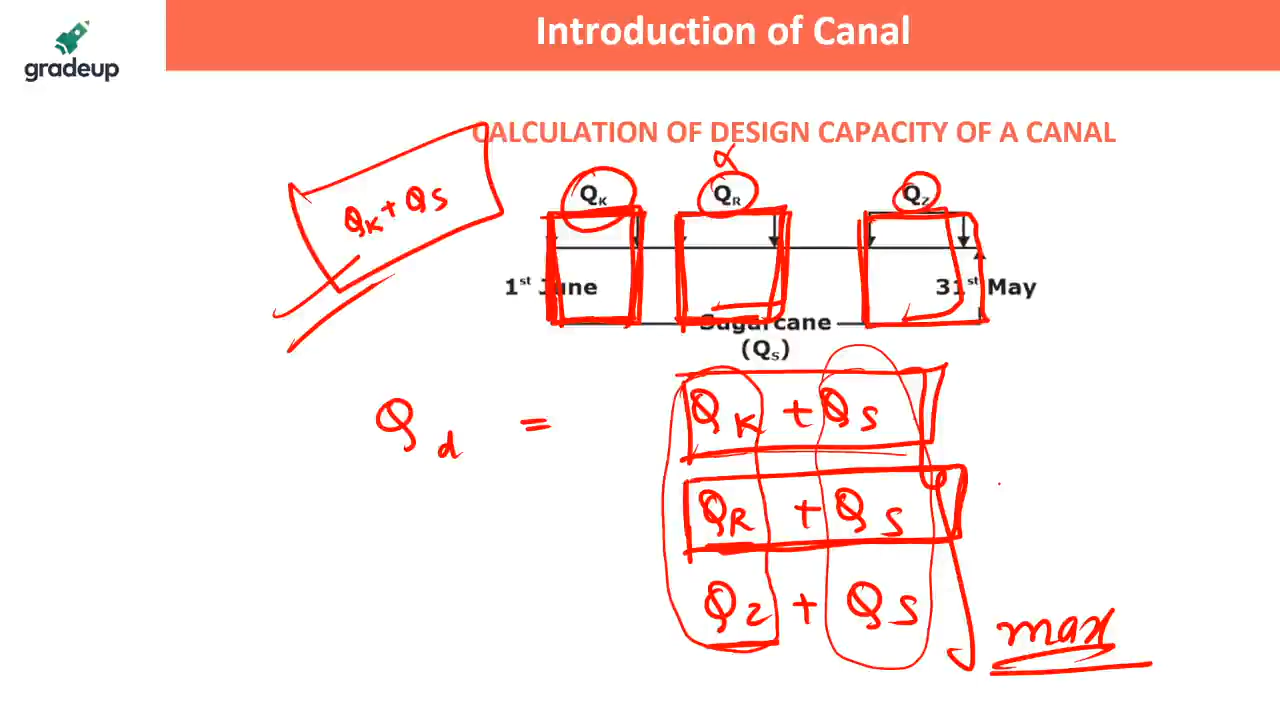 Introduction of Canal
gradeup
CALCULATION OF DESIGN CAPACITY OF A CANAL
α
QK QR QZ
QK + QS
1st June 31st May
Sugarcane
(QS)
Qd = QK + QS
QR + QS
QZ + QS
max